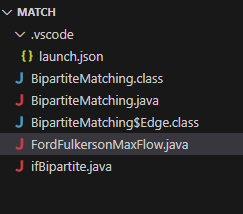 MATCH
.vscode
{} launch.json
J BipartiteMatching.class
J BipartiteMatching.java
J BipartiteMatching$Edge.class
J FordFulkersonMaxFlow.java
J ifBipartite.java